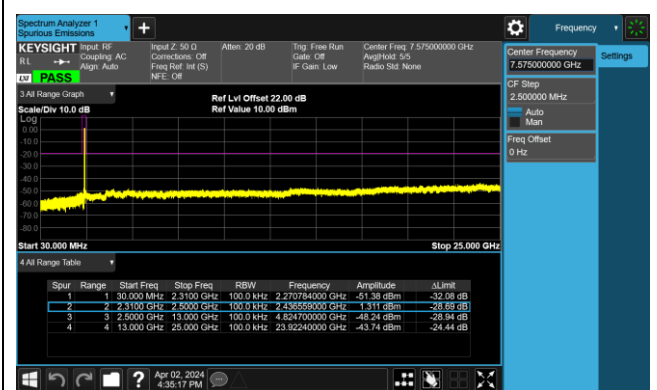 Spectrum Analyzer 1
Spurious Emissions
Frequency
KEYSIGHT Input: RF Input Z: 50 Ω Atten: 20 dB Trig: Free Run Center Freq: 7.575000000 GHz
RL Coupling: AC Corrections: Off Gate: Off Avg|Hold: 5/5
Align: Auto Freq Ref: Int (S) IF Gain: Low Radio Std: None
LXI PASS NFE: Off
Center Frequency
7.575000000 GHz
Settings
CF Step
2.500000 MHz
Auto
Man
Freq Offset
0 Hz
3 All Range Graph
Ref Lvl Offset 22.00 dB
Scale/Div 10.0 dB Ref Value 10.00 dBm
Log
0.00
-10.0
-20.0
-30.0
-40.0
-50.0
-60.0
-70.0
-80.0
Start 30.000 MHz Stop 25.000 GHz
4 All Range Table
Spur Range Start Freq Stop Freq RBW Frequency Amplitude ΔLimit
1 1 30.000 MHz 2.3100 GHz 100.0 kHz 2.270784000 GHz -51.38 dBm -32.08 dB
2 2 2.3100 GHz 2.5000 GHz 100.0 kHz 2.436559000 GHz 1.311 dBm -28.69 dB
3 3 2.5000 GHz 13.000 GHz 100.0 kHz 4.824700000 GHz -48.24 dBm -28.94 dB
4 4 13.000 GHz 25.000 GHz 100.0 kHz 23.92240000 GHz -43.74 dBm -24.44 dB
Apr 02, 2024
4:35:17 PM